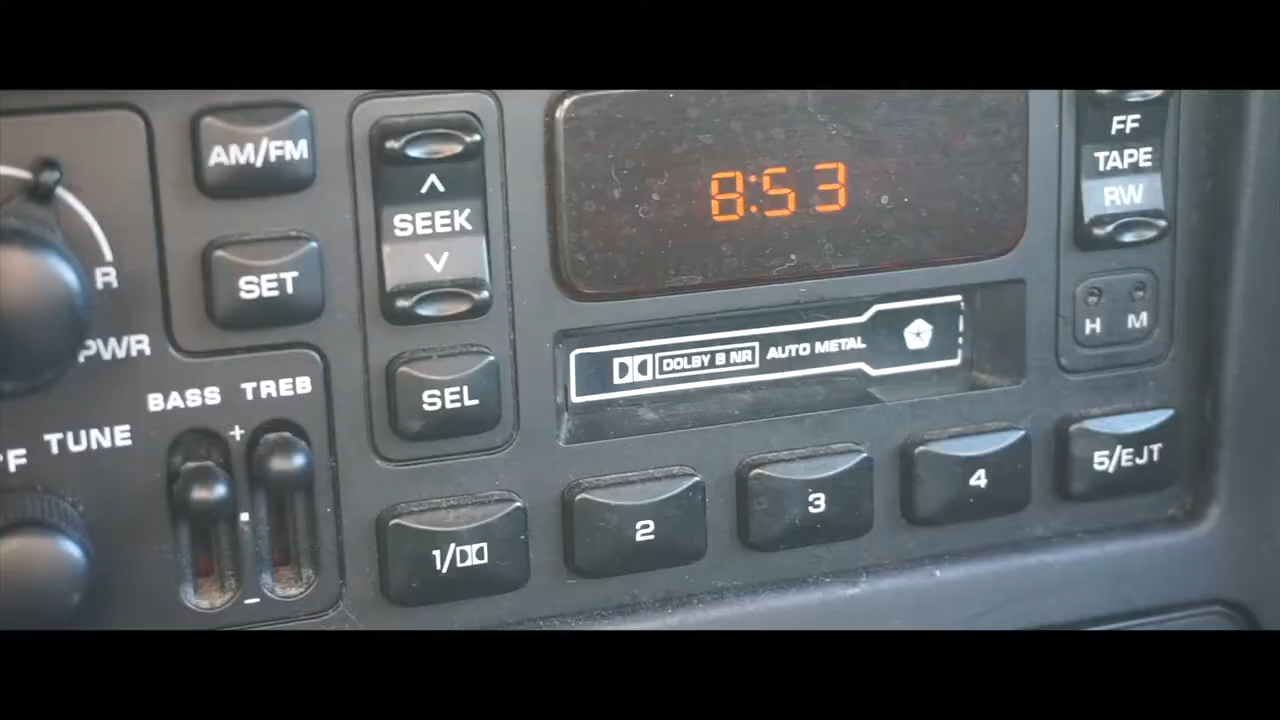 AM/FM
SET
R
PWR
BASS TREB
+
TUNE
-
∧
SEEK
∨
SEL
8:53
DOLBY B NR
AUTO METAL
FF
TAPE
RW
H M
1/
2
3
4
5/EJT